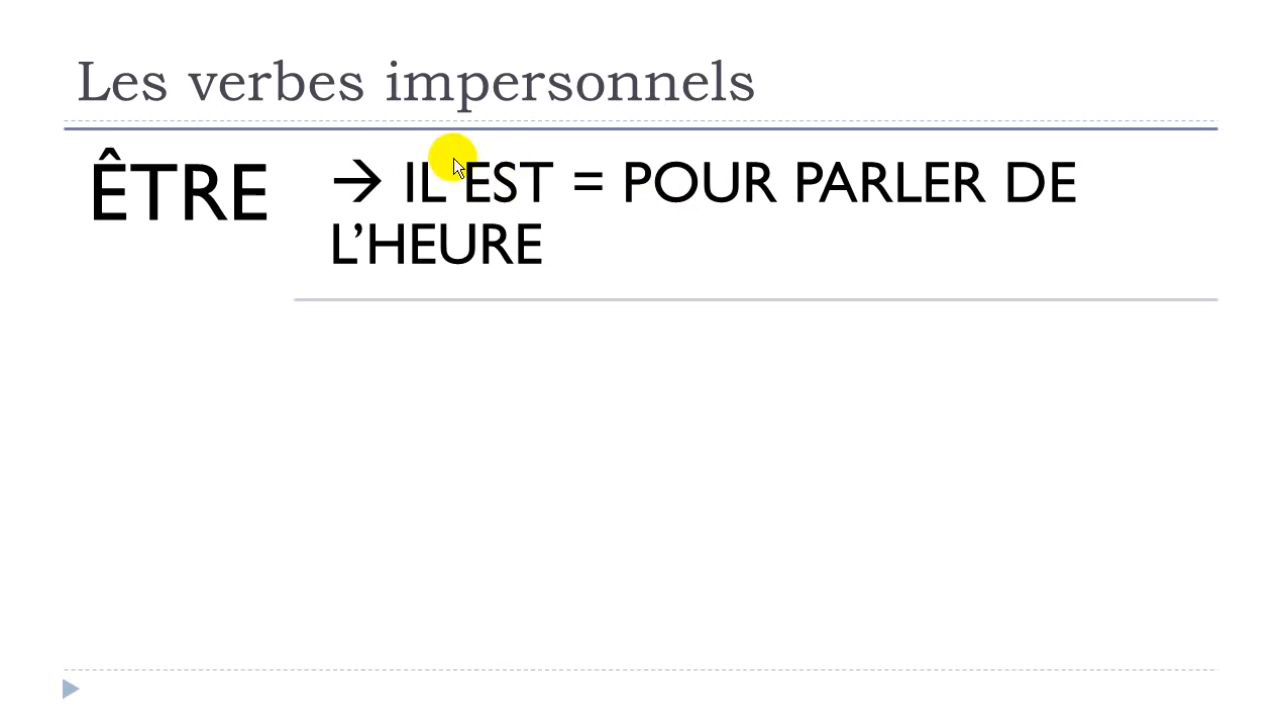 Les verbes impersonnels
ÊTRE
→ IL EST = POUR PARLER DE
L’HEURE